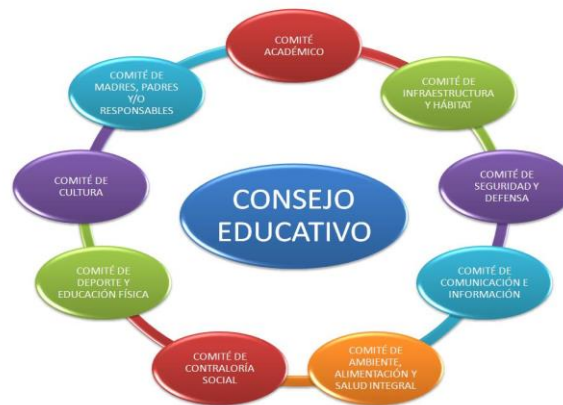 COMITÉ
ACADÉMICO
COMITÉ DE
INFRAESTRUCTURA
Y HÁBITAT
COMITÉ DE
SEGURIDAD Y
DEFENSA
COMITÉ DE
COMUNICACIÓN E
INFORMACIÓN
COMITÉ DE
AMBIENTE,
ALIMENTACIÓN Y
SALUD INTEGRAL
COMITÉ DE
CONTRALORÍA
SOCIAL
COMITÉ DE
DEPORTE Y
EDUCACIÓN FÍSICA
COMITÉ DE
CULTURA
COMITÉ DE
MADRES, PADRES
Y/O
RESPONSABLES
CONSEJO
EDUCATIVO